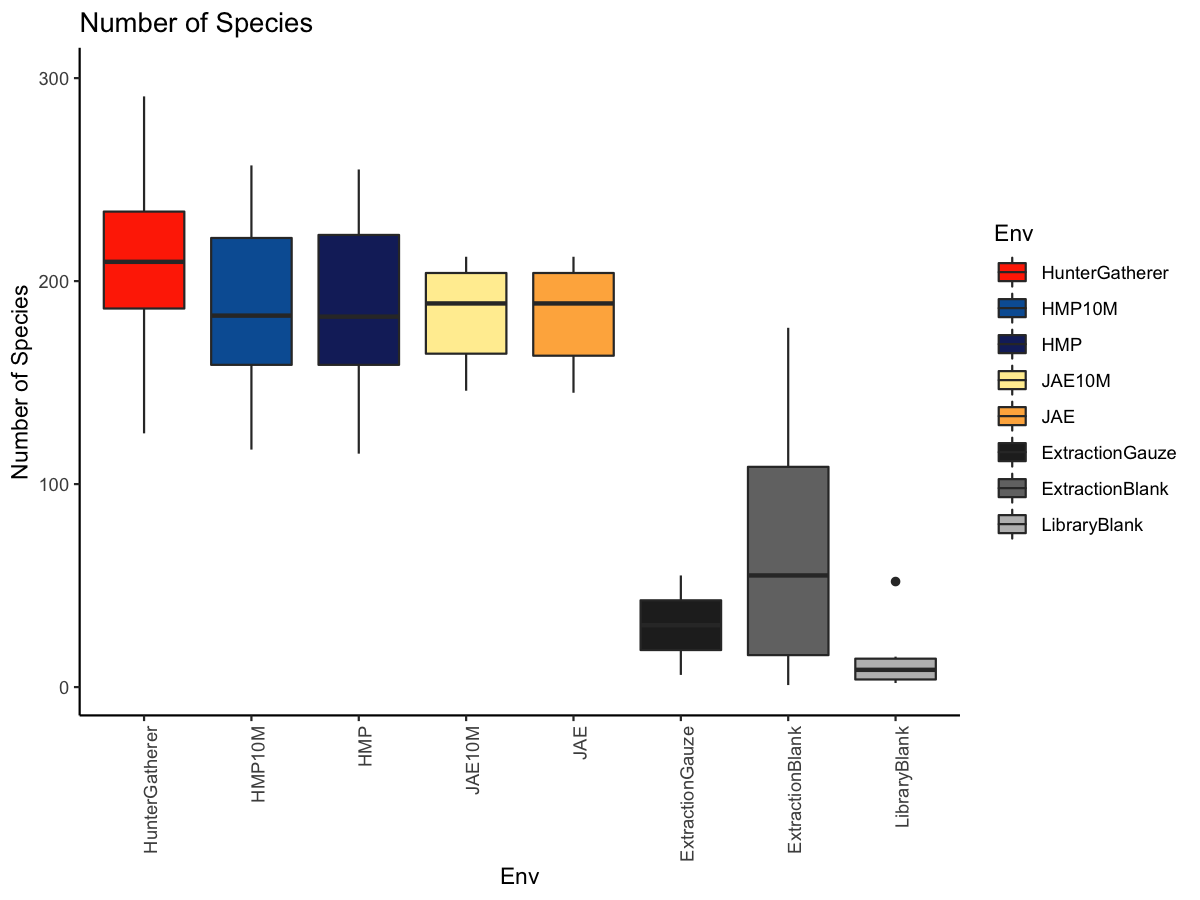 Number of Species
Number of Species
300
200
100
0
HunterGatherer
HMP10M
HMP
JAE10M
JAE
ExtractionGauze
ExtractionBlank
LibraryBlank
Env
Env
HunterGatherer
HMP10M
HMP
JAE10M
JAE
ExtractionGauze
ExtractionBlank
LibraryBlank